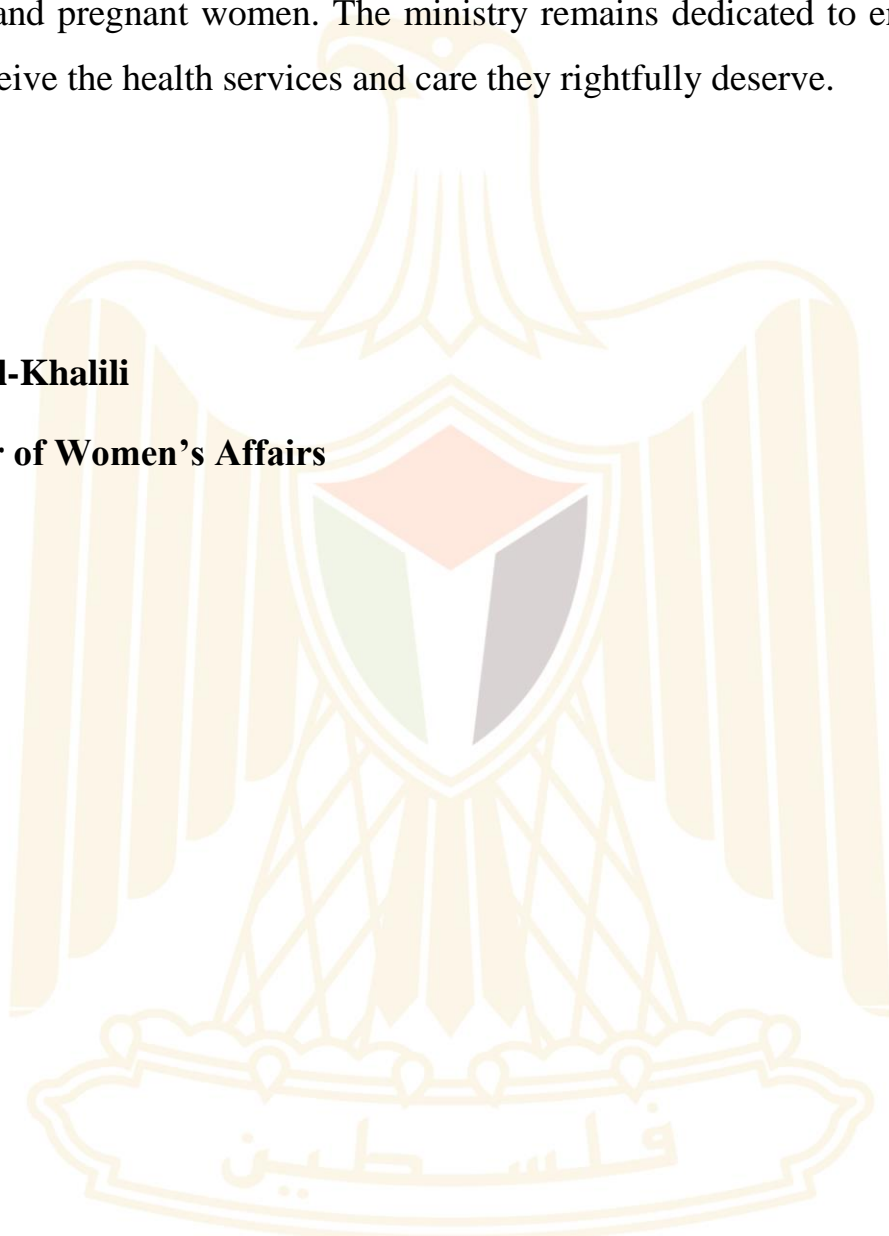 and pregnant women. The ministry remains dedicated to
the health services and care they rightfully deserve.
l-Khalili
of Women’s Affairs
فلسطين